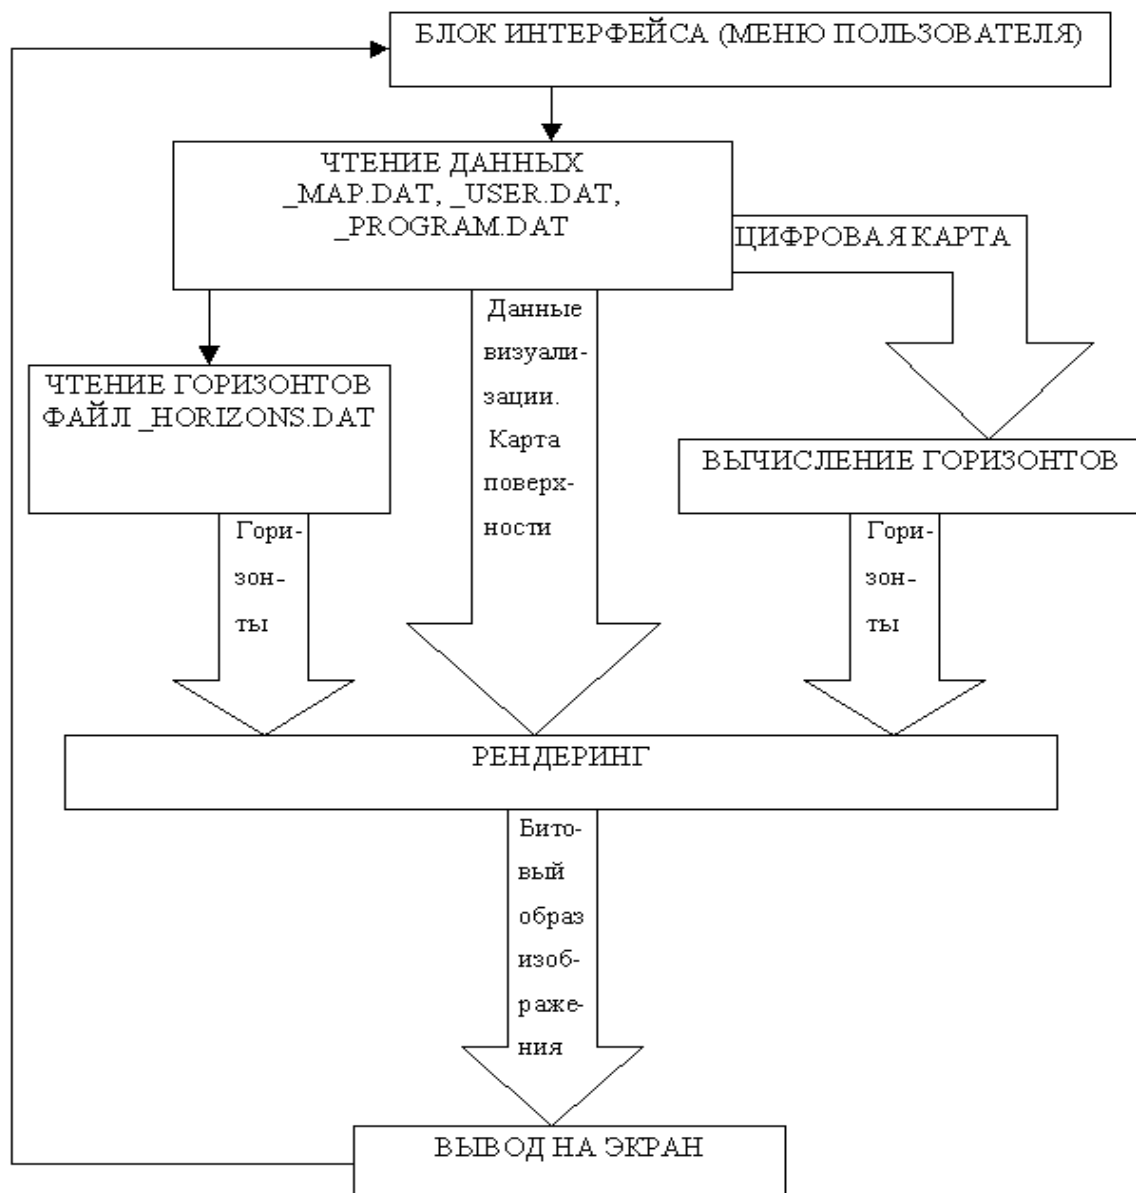 БЛОК ИНТЕРФЕЙСА (МЕНЮ ПОЛЬЗОВАТЕЛЯ)
ЧТЕНИЕ ДАННЫХ
_MAP.DAT, _USER.DAT,
_PROGRAM.DAT
ЦИФРОВАЯ КАРТА
Данные
визуали-
зации.
Карта
поверх-
ности
ЧТЕНИЕ ГОРИЗОНТОВ
ФАЙЛ _HORIZONS.DAT
ВЫЧИСЛЕНИЕ ГОРИЗОНТОВ
Гори-
зон-
ты
Гори-
зон-
ты
РЕНДЕРИНГ
Бито-
вый
образ
изоб-
раже-
ния
ВЫВОД НА ЭКРАН